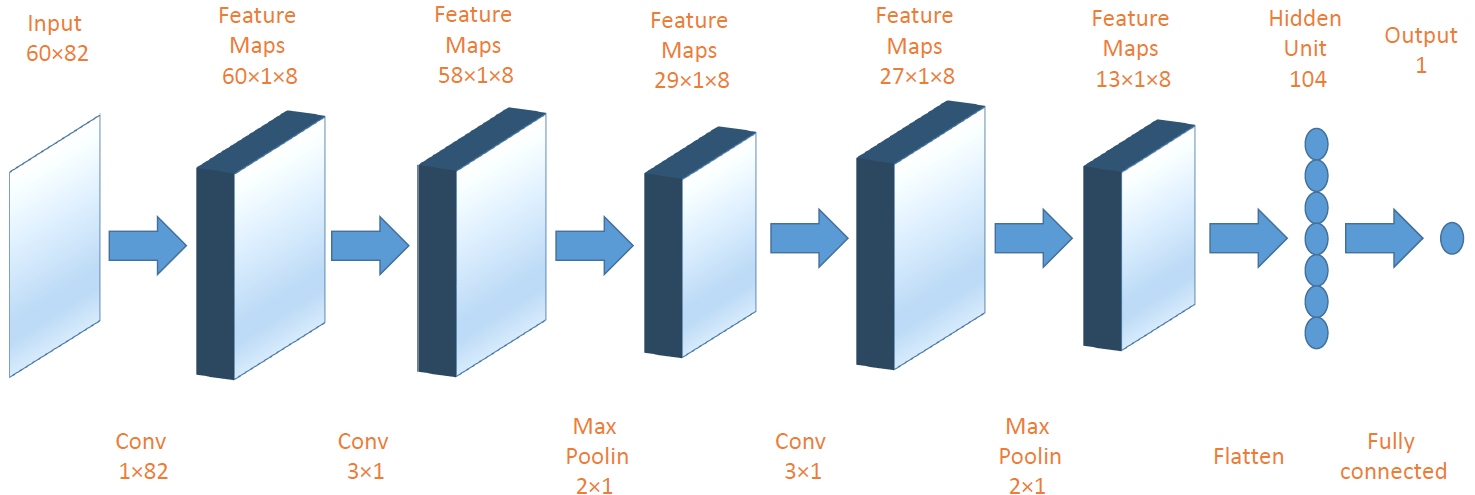 Input
60×82
Feature
Maps
60×1×8
Feature
Maps
58×1×8
Feature
Maps
29×1×8
Feature
Maps
27×1×8
Feature
Maps
13×1×8
Hidden
Unit
104
Output
1
Conv
1×82
Conv
3×1
Max
Poolin
2×1
Conv
3×1
Max
Poolin
2×1
Flatten
Fully
connected